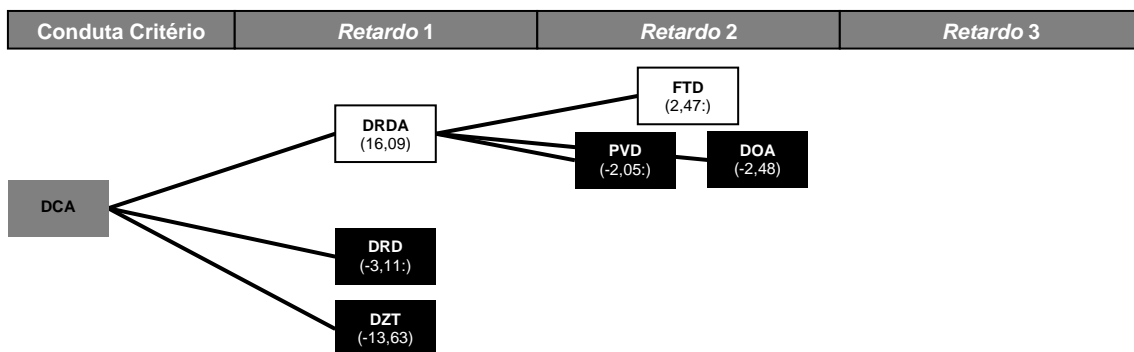 Conduta Critério Retardo 1 Retardo 2 Retardo 3
FTD
(2,47:)
DRDA
(16,09)
PVD
(-2,05:)
DOA
(-2,48)
DCA
DRD
(-3,11:)
DZT
(-13,63)